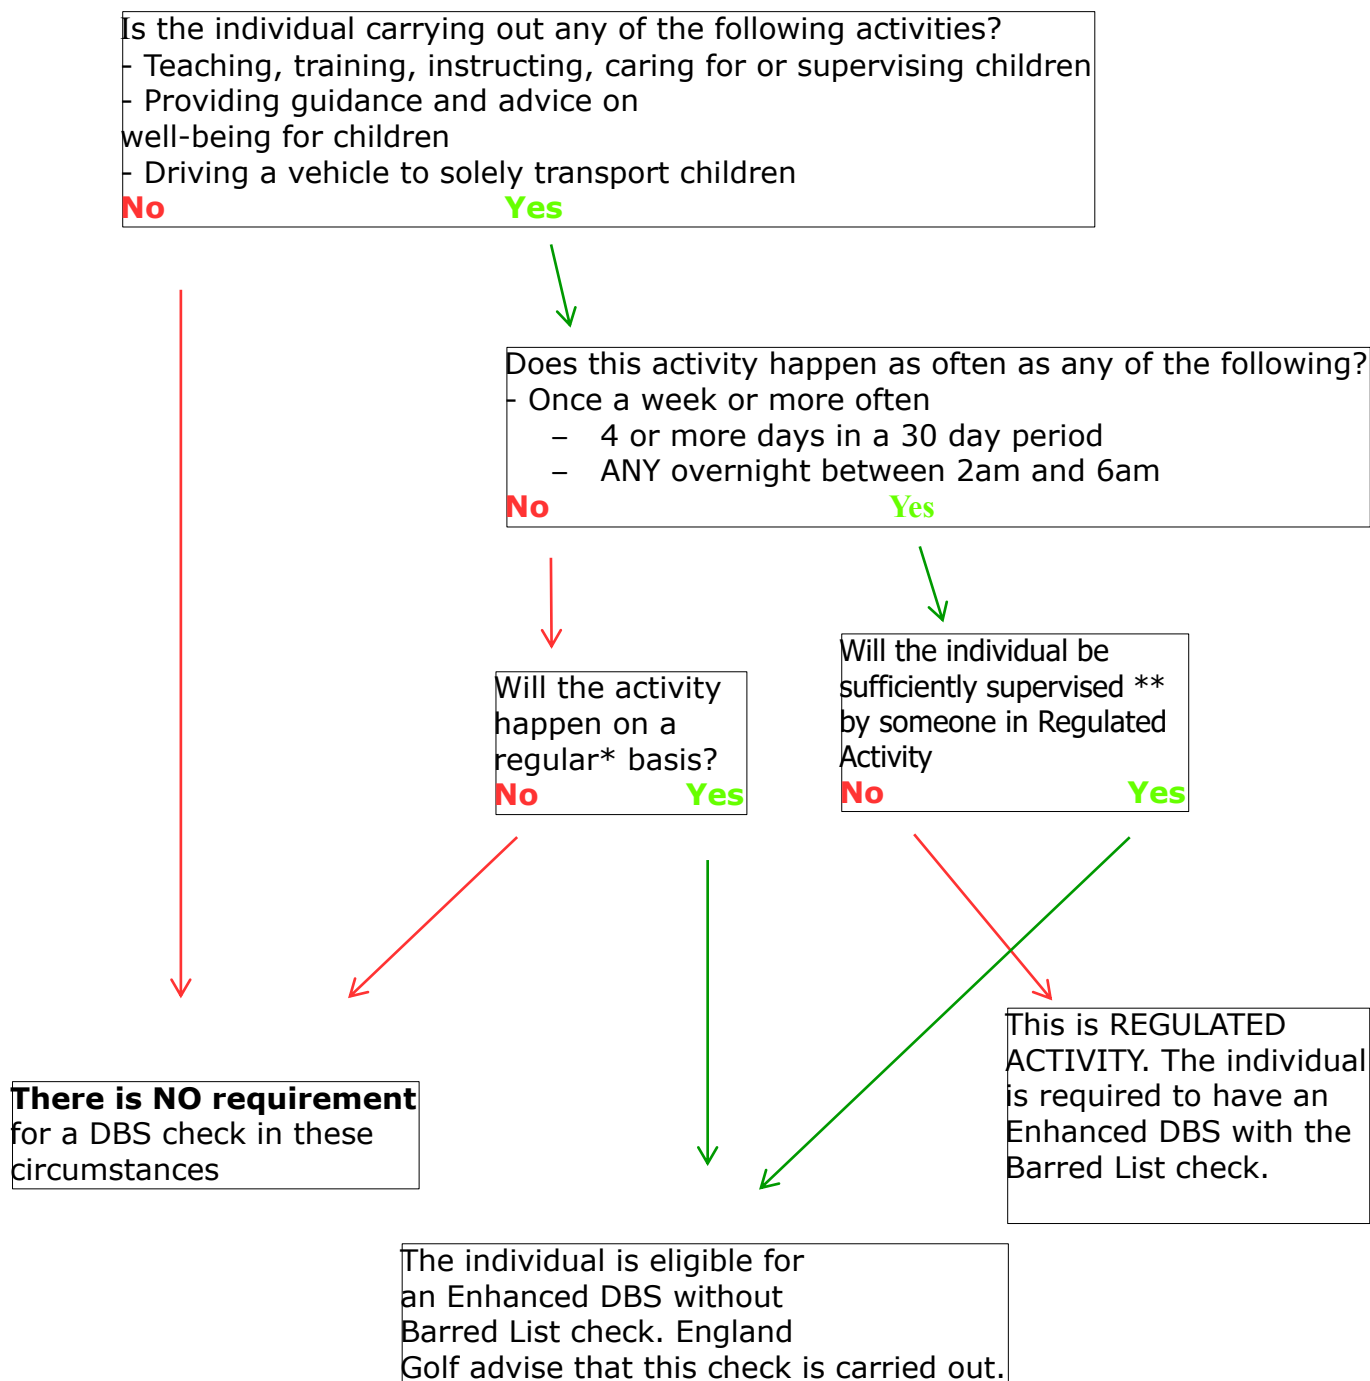 Is the individual carrying out any of the following activities?
- Teaching, training, instructing, caring for or supervising children
- Providing guidance and advice on
well-being for children
- Driving a vehicle to solely transport children
No Yes
Does this activity happen as often as any of the following?
- Once a week or more often
– 4 or more days in a 30 day period
– ANY overnight between 2am and 6am
No Yes
Will the activity
happen on a
regular* basis?
No Yes
Will the individual be
sufficiently supervised **
by someone in Regulated
Activity
No Yes
There is NO requirement
for a DBS check in these
circumstances
This is REGULATED
ACTIVITY. The individual
is required to have an
Enhanced DBS with the
Barred List check.
The individual is eligible for
an Enhanced DBS without
Barred List check. England
Golf advise that this check is carried out.